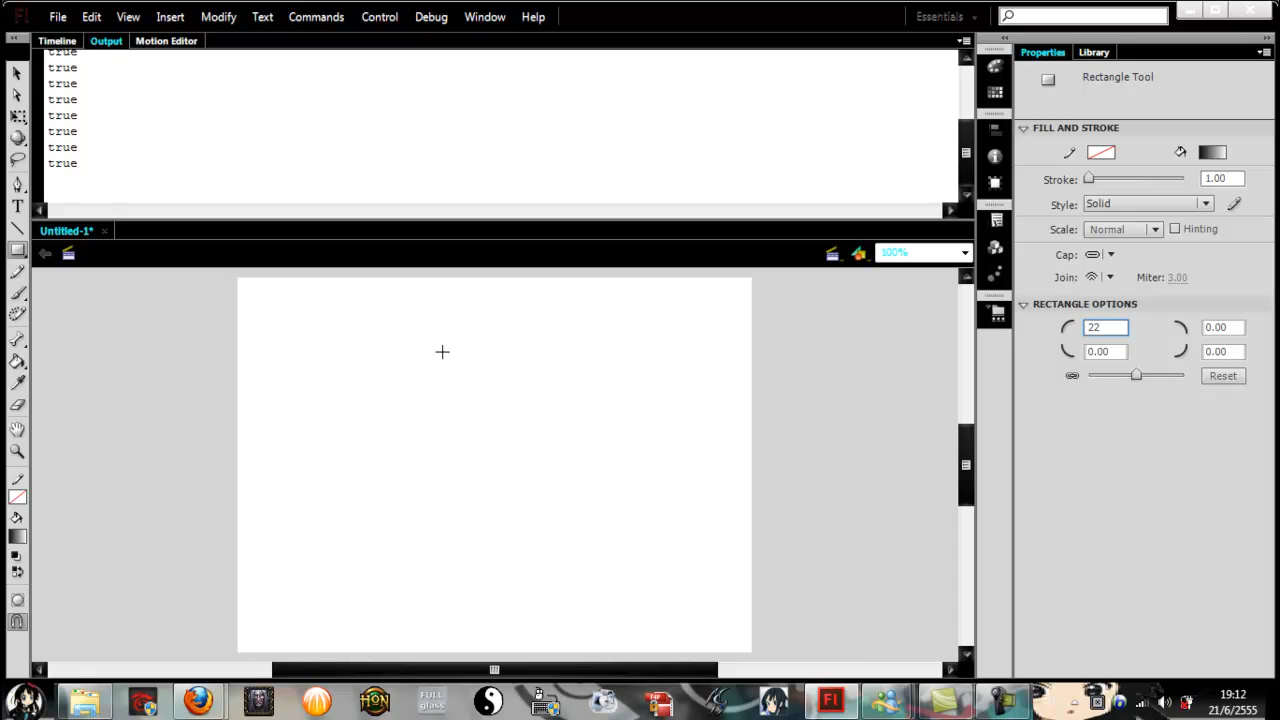 Fl File Edit View Insert Modify Text Commands Control Debug Window Help Essentials
Timeline Output Motion Editor
true
true
true
true
true
true
true
true
Untitled-1*
100%
Properties Library
Rectangle Tool
FILL AND STROKE
Stroke: 1.00
Style: Solid
Scale: Normal Hinting
Cap:
Join: Miter: 3.00
RECTANGLE OPTIONS
22 0.00
0.00 0.00
Reset
HON FULL glass Fl
19:12
21/6/2555